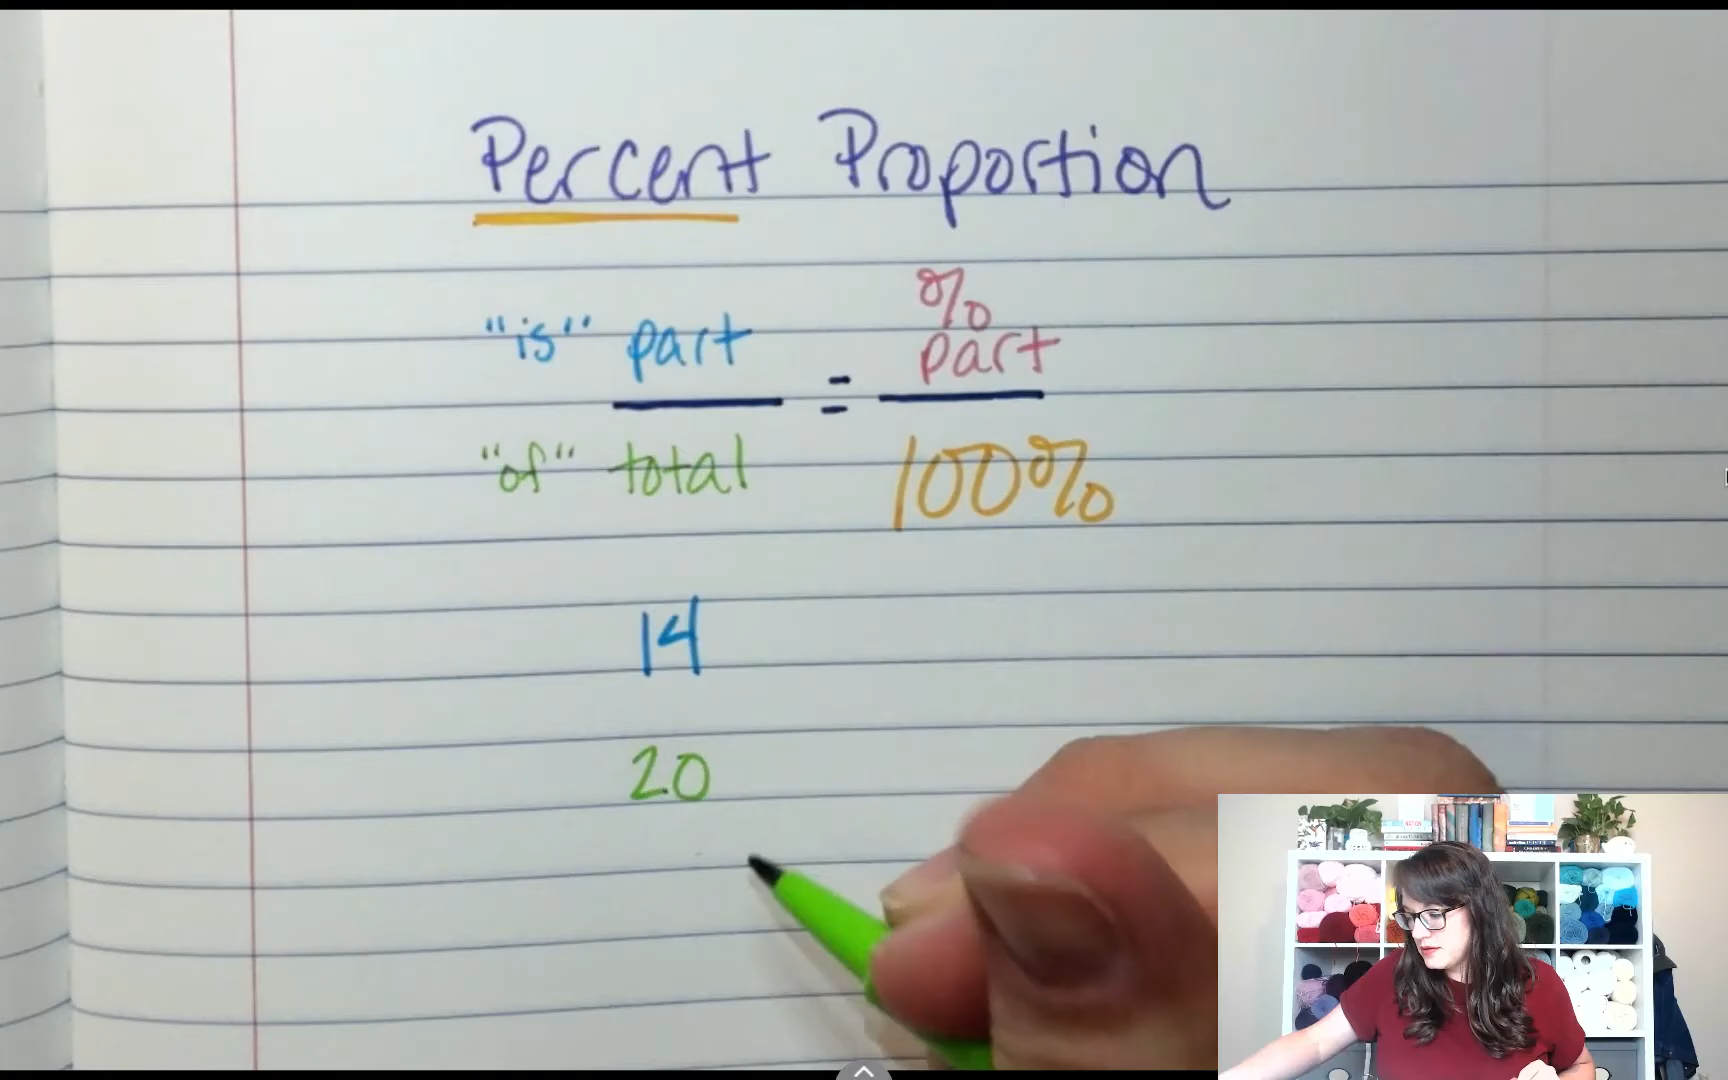 Percent Proportion
"is" part = % part
"of" total 100%
14
20